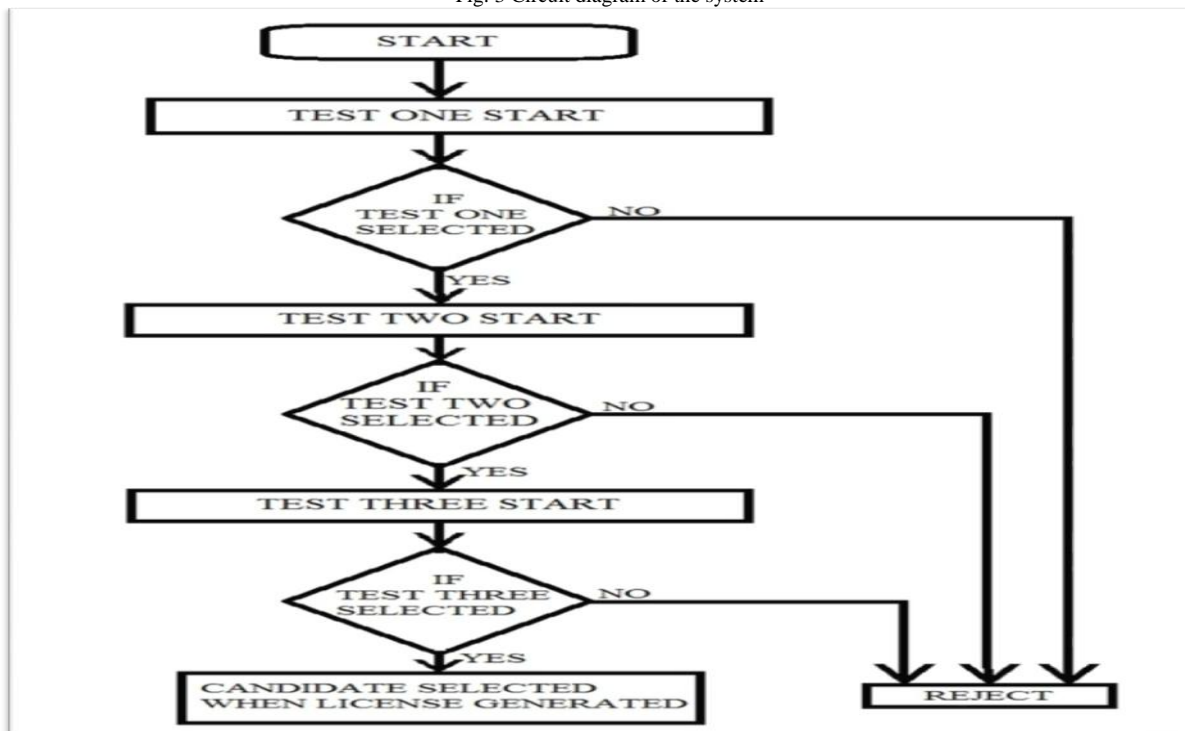 Fig. 3 Circuit diagram of the system
START
TEST ONE START
IF
TEST ONE
SELECTED
NO
YES
TEST TWO START
IF
TEST TWO
SELECTED
NO
YES
TEST THREE START
IF
TEST THREE
SELECTED
NO
YES
CANDIDATE SELECTED
WHEN LICENSE GENERATED
REJECT